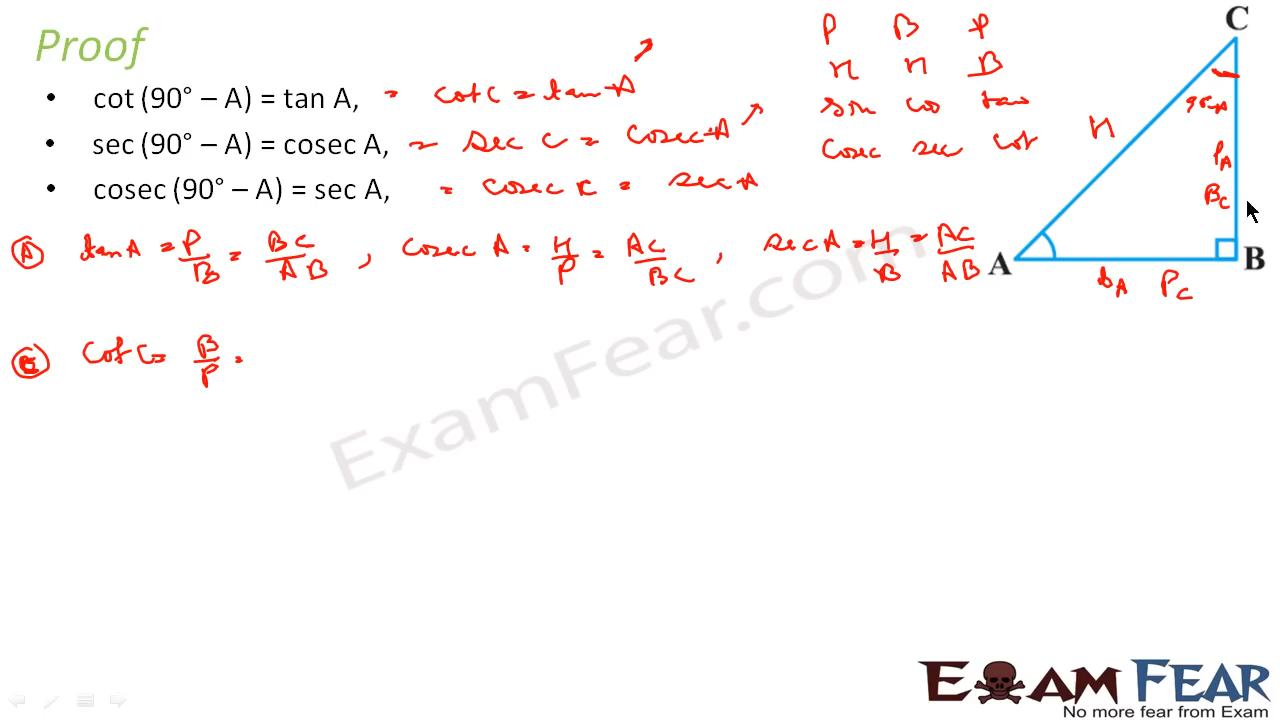 Proof
• cot (90° – A) = tan A, = cot C = tan A
• sec (90° – A) = cosec A, = sec C = cosec A
• cosec (90° – A) = sec A, = cosec C = sec A
P B P
H H B
sin cos tan
cosec sec cot
C
90-A
H
P_A
B_C
A
B
b_A P_C
(A) tan A = P/B = BC/AB , cosec A = H/P = AC/BC , sec A = H/B = AC/AB
(C) Cot C = B/P =
ExamFear.com
EXAM FEAR
No more fear from Exam